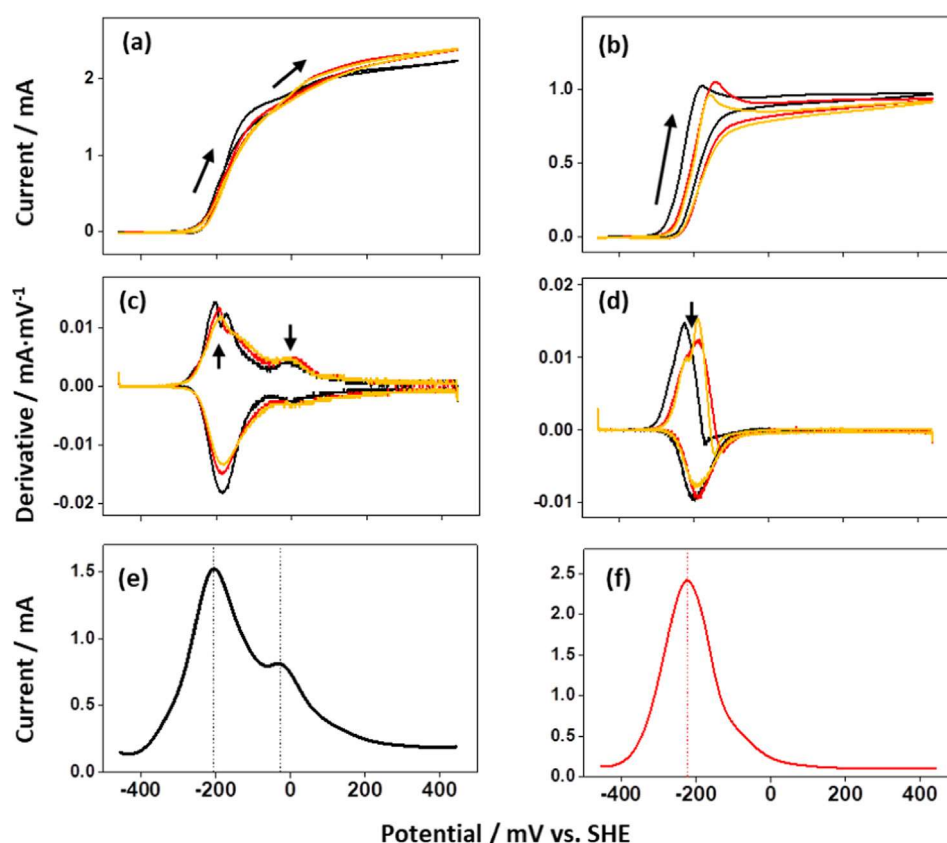 (a)
(b)
2
1
0
Current / mA
1.0
0.5
0.0
(c)
(d)
0.01
0.00
-0.01
-0.02
Derivative / mA·mV⁻¹
0.01
0.00
-0.01
(e)
(f)
1.5
1.0
0.5
0.0
Current / mA
2.5
2.0
1.5
1.0
0.5
0.0
-400 -200 0 200 400
-400 -200 0 200 400
Potential / mV vs. SHE